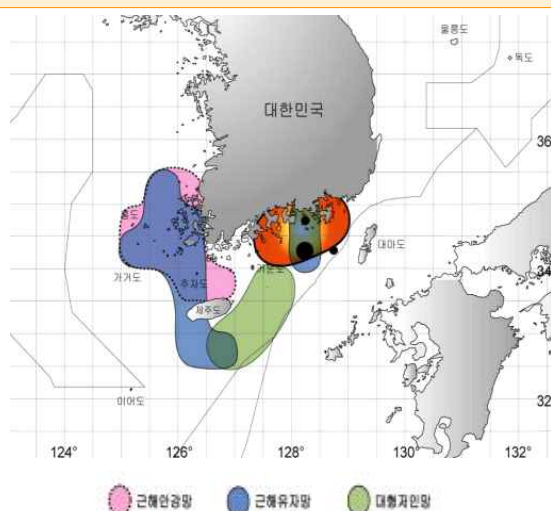 울릉도
독도
대한민국
36
홍도
대마도
가거도
거문도
34
추자도
제주도
이어도
32
124° 126° 128° 130° 132°
근해안강망 근해유자망 대형저인망